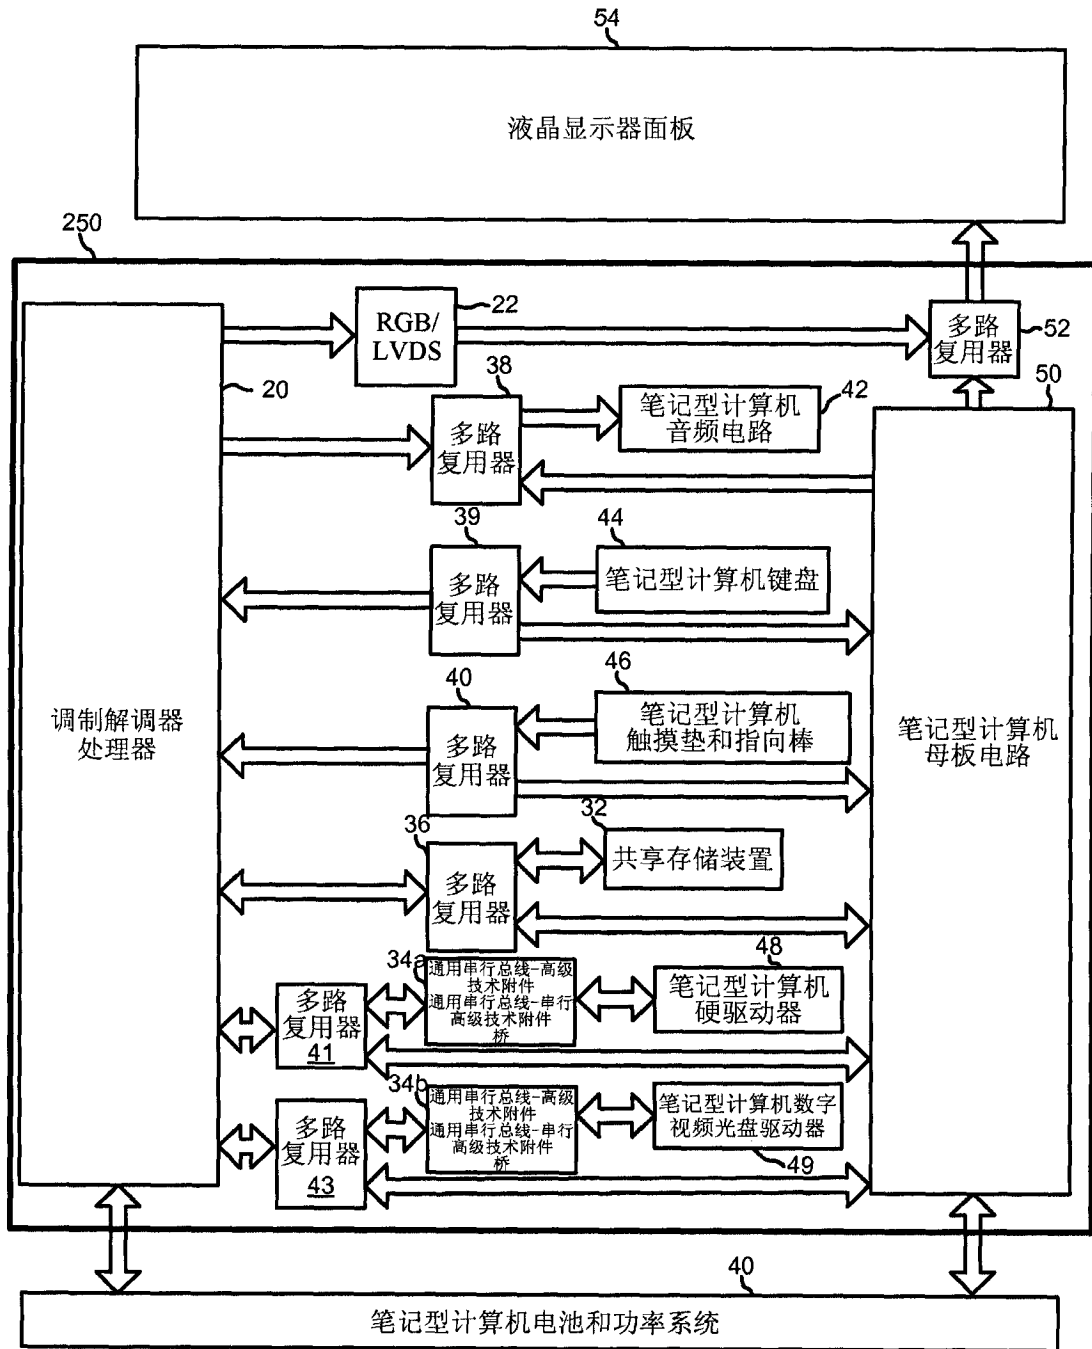 54
液晶显示器面板
250
22
RGB/
LVDS
多路
复用器
52
20
38
多路
复用器
笔记型计算机
音频电路
42
50
39
多路
复用器
44
笔记型计算机键盘
调制解调器
处理器
40
多路
复用器
46
笔记型计算机
触摸垫和指向棒
笔记型计算机
母板电路
36
多路
复用器
32
共享存储装置
34a
通用串行总线-高级
技术附件
通用串行总线-串行
高级技术附件
桥
48
笔记型计算机
硬驱动器
多路
复用器
41
34b
通用串行总线-高级
技术附件
通用串行总线-串行
高级技术附件
桥
笔记型计算机数字
视频光盘驱动器
49
多路
复用器
43
40
笔记型计算机电池和功率系统